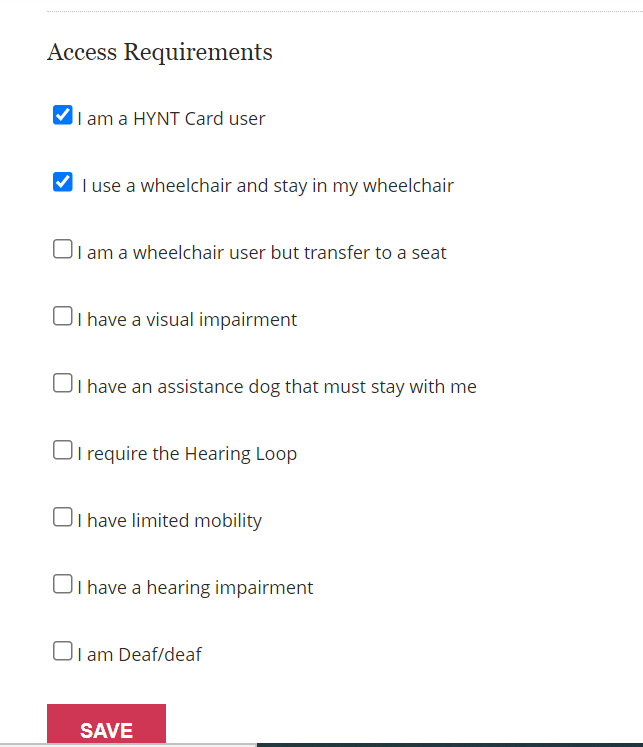 Access Requirements
I am a HYNT Card user
I use a wheelchair and stay in my wheelchair
I am a wheelchair user but transfer to a seat
I have a visual impairment
I have an assistance dog that must stay with me
I require the Hearing Loop
I have limited mobility
I have a hearing impairment
I am Deaf/deaf
SAVE